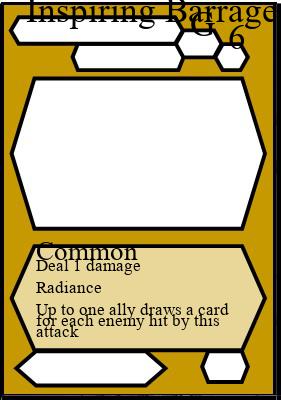 Inspiring Barrage
G
6
Common
Deal 1 damage
Radiance
Up to one ally draws a card
for each enemy hit by this
attack